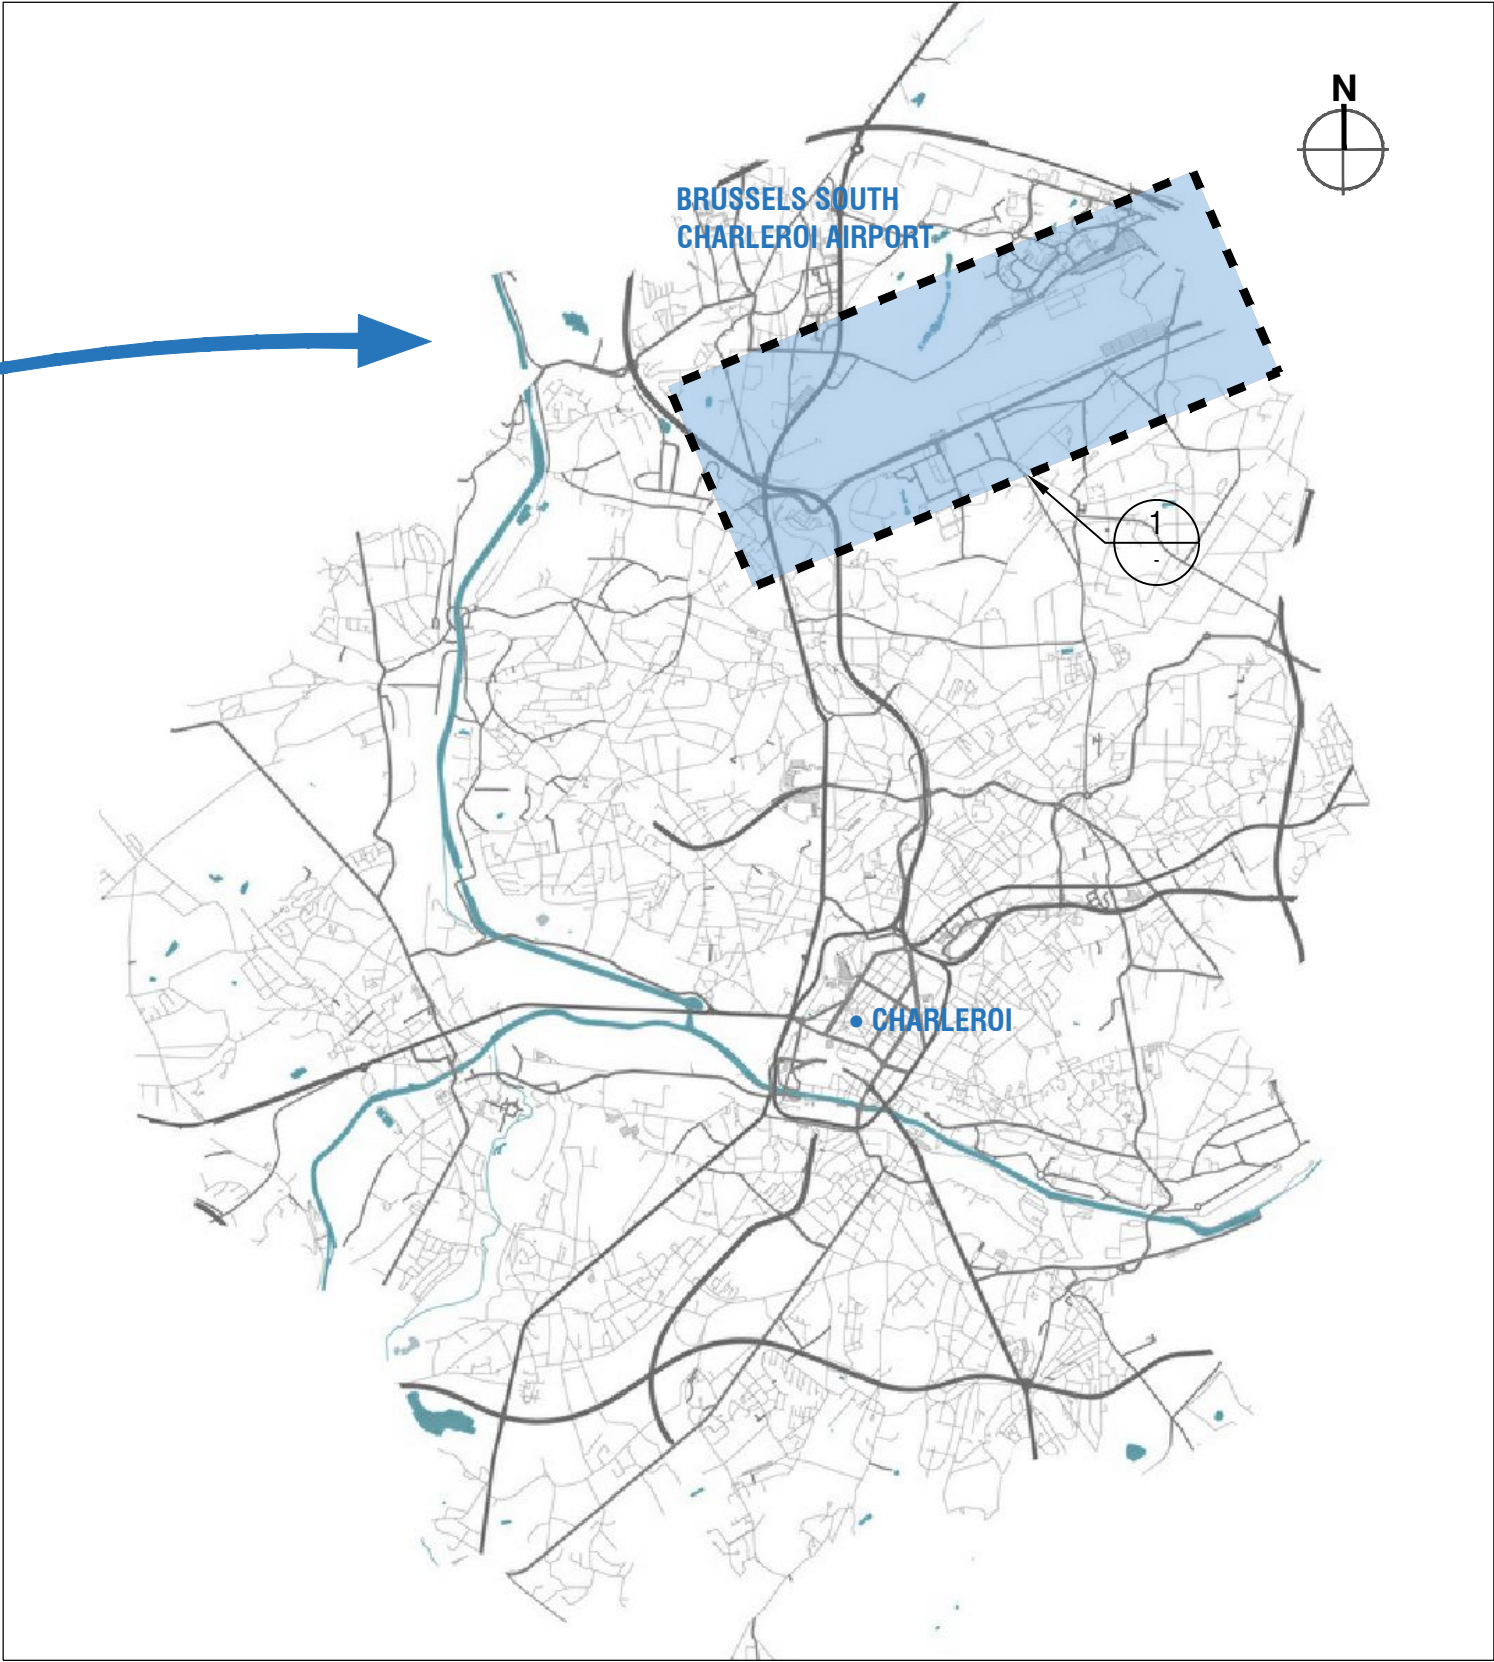 N
BRUSSELS SOUTH
CHARLEROI AIRPORT
1
-
CHARLEROI